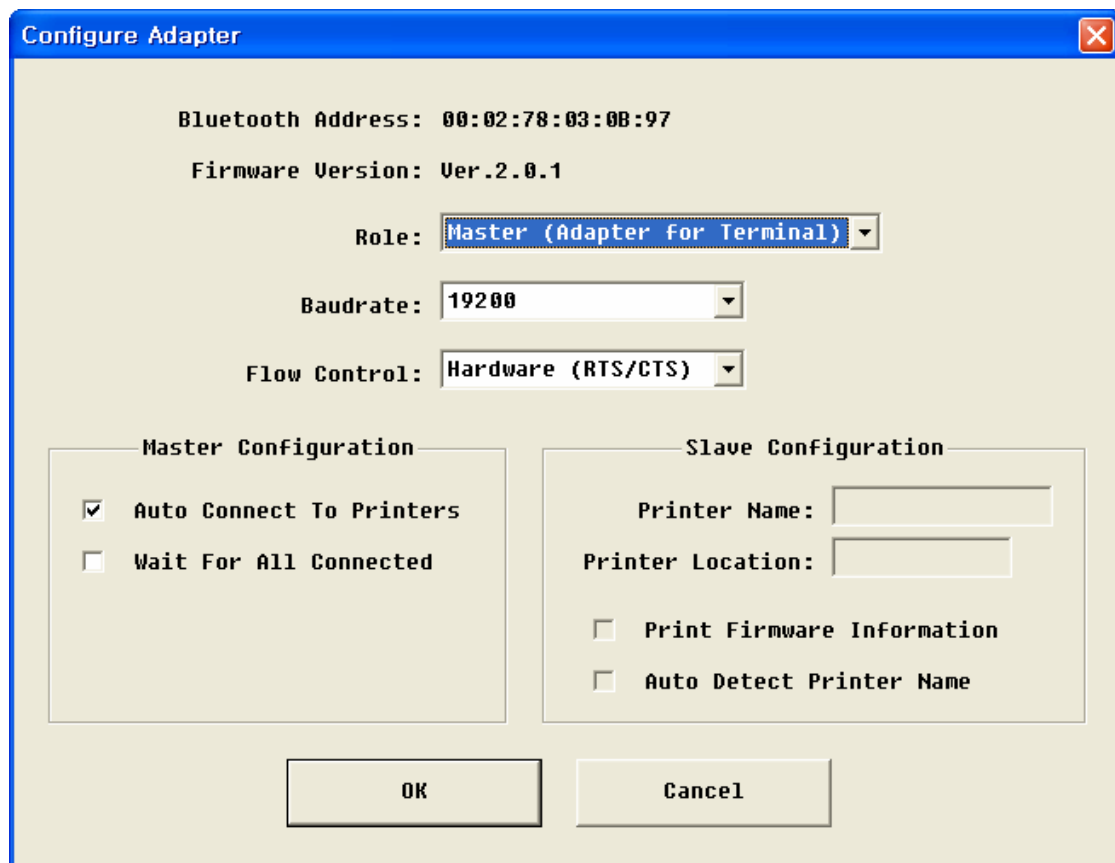 Configure Adapter
Bluetooth Address: 00:02:78:03:0B:97
Firmware Version: Ver.2.0.1
Role: Master (Adapter for Terminal)
Baudrate: 19200
Flow Control: Hardware (RTS/CTS)
Master Configuration
Auto Connect To Printers
Wait For All Connected
Slave Configuration
Printer Name:
Printer Location:
Print Firmware Information
Auto Detect Printer Name
OK
Cancel